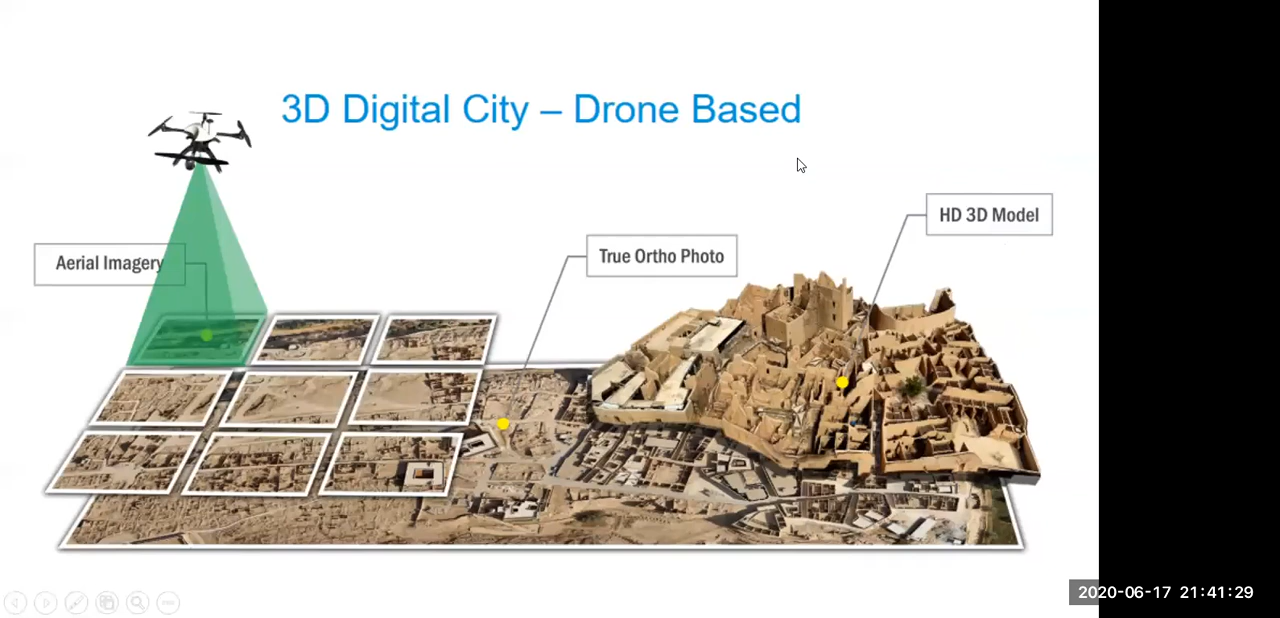 3D Digital City – Drone Based
HD 3D Model
True Ortho Photo
Aerial Imagery
2020-06-17 21:41:29